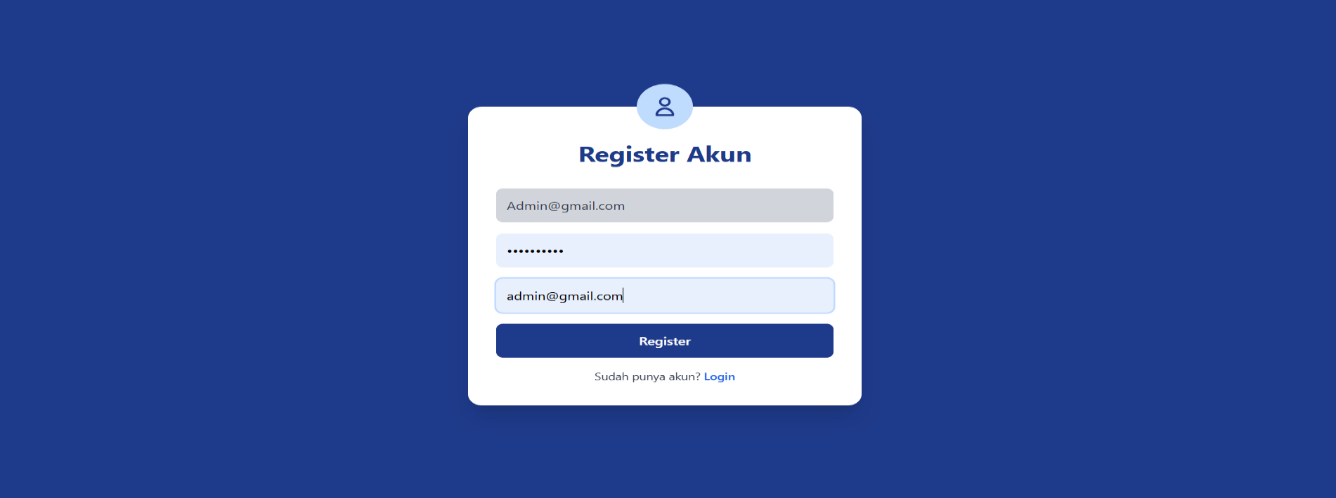 Register Akun
Admin@gmail.com
••••••••••
admin@gmail.com
Register
Sudah punya akun? Login